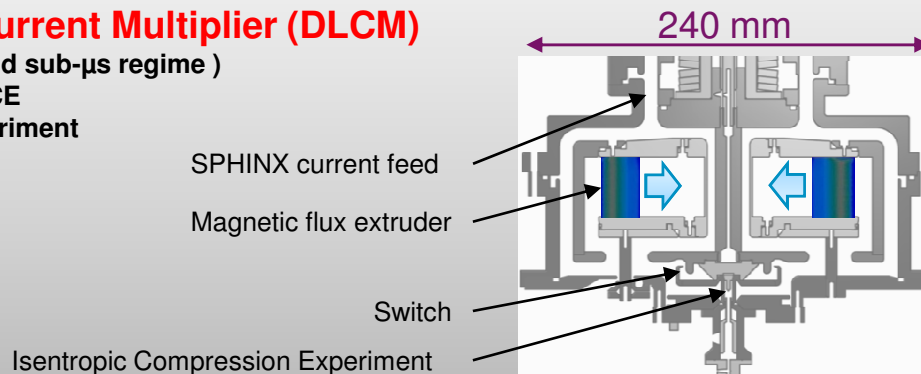 urrent Multiplier (DLCM)
d sub-µs regime )
CE
riment
240 mm
SPHINX current feed
Magnetic flux extruder
Switch
Isentropic Compression Experiment